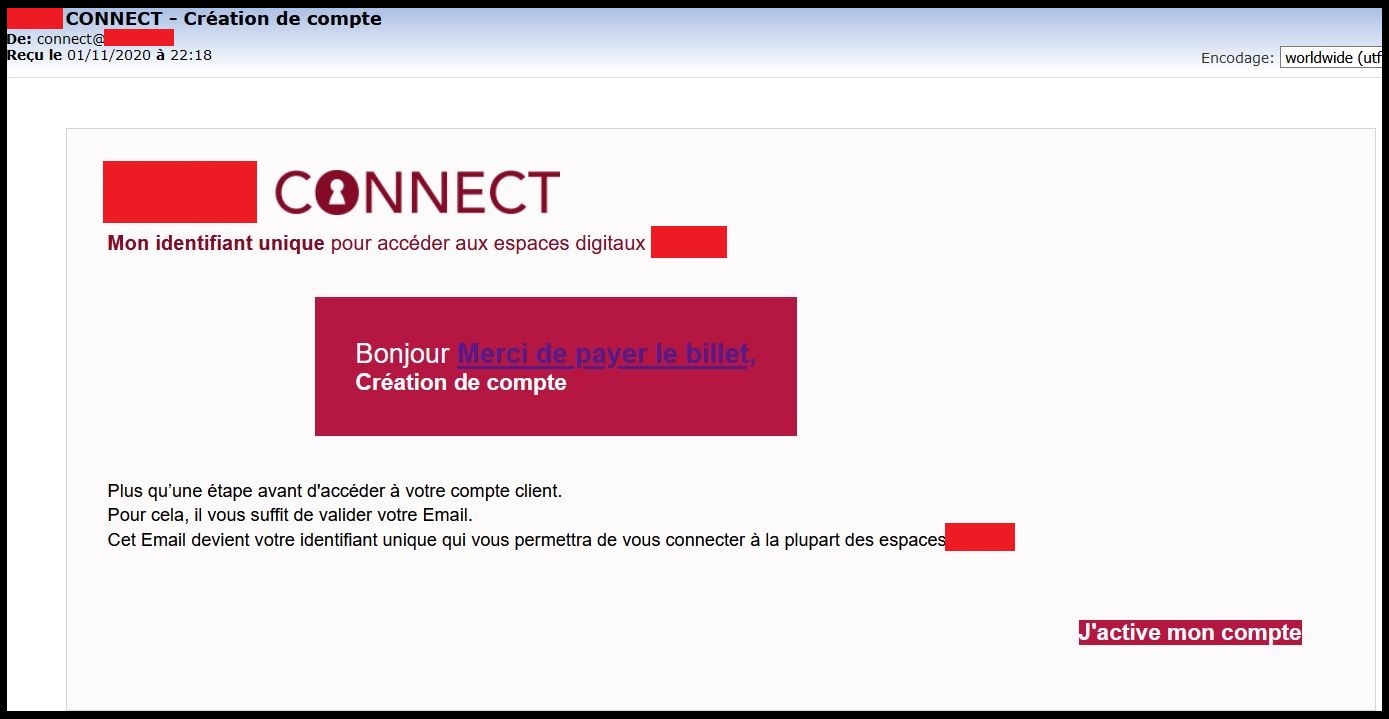 CONNECT - Création de compte
De: connect@
Reçu le 01/11/2020 à 22:18
Encodage: worldwide (utf
CONNECT
Mon identifiant unique pour accéder aux espaces digitaux
Bonjour Merci de payer le billet,
Création de compte
Plus qu’une étape avant d'accéder à votre compte client.
Pour cela, il vous suffit de valider votre Email.
Cet Email devient votre identifiant unique qui vous permettra de vous connecter à la plupart des espaces
J'active mon compte